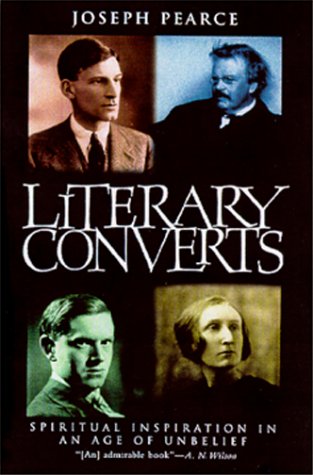 JOSEPH PEARCE
LITERARY
CONVERTS
SPIRITUAL INSPIRATION IN
AN AGE OF UNBELIEF
"[An] admirable book"—A. N. Wilson